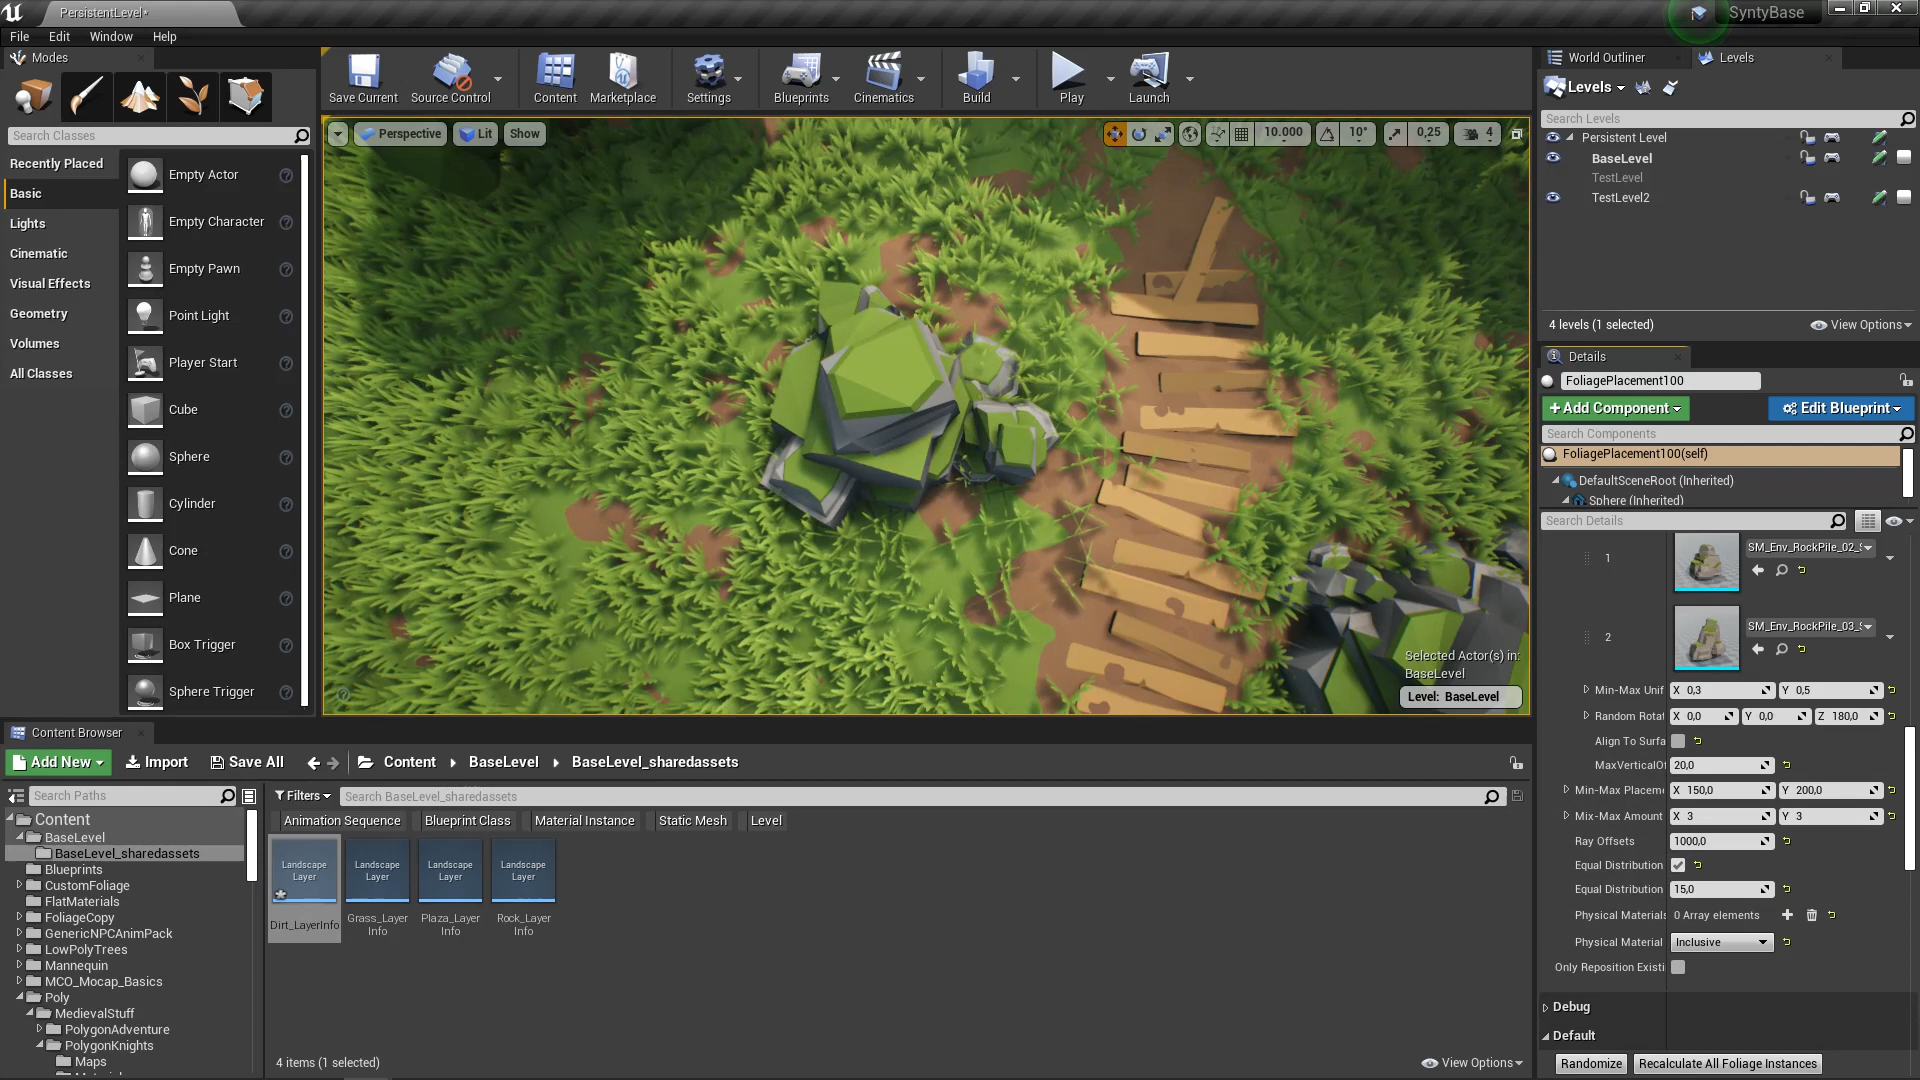 PersistentLevel*
SyntyBase
File Edit Window Help
Modes
Search Classes
Recently Placed
Basic
Lights
Cinematic
Visual Effects
Geometry
Volumes
All Classes
Empty Actor
Empty Character
Empty Pawn
Point Light
Player Start
Cube
Sphere
Cylinder
Cone
Plane
Box Trigger
Sphere Trigger
Save Current Source Control Content Marketplace Settings Blueprints Cinematics Build Play Launch
Perspective Lit Show
10.000 10° 0,25 4
Selected Actor(s) in:
BaseLevel
Level: BaseLevel
World Outliner Levels
Levels
Search Levels
Persistent Level
BaseLevel
TestLevel
TestLevel2
4 levels (1 selected) View Options
Details
FoliagePlacement100
Add Component Edit Blueprint
Search Components
FoliagePlacement100(self)
DefaultSceneRoot (Inherited)
Sphere (Inherited)
Search Details
1 SM_Env_RockPile_02_S
2 SM_Env_RockPile_03_S
Min-Max Unif X 0,3 Y 0,5
Random Rotat X 0,0 Y 0,0 Z 180,0
Align To Surfa
MaxVerticalOf 20,0
Min-Max Placeme X 150,0 Y 200,0
Mix-Max Amount X 3 Y 3
Ray Offsets 1000,0
Equal Distribution
Equal Distribution 15,0
Physical Materials 0 Array elements
Physical Material Inclusive
Only Reposition Existi
Debug
Default
Randomize Recalculate All Foliage Instances
Content Browser
Add New Import Save All Content BaseLevel BaseLevel_sharedassets
Search Paths
Filters Search BaseLevel_sharedassets
Animation Sequence Blueprint Class Material Instance Static Mesh Level
Content
BaseLevel
BaseLevel_sharedassets
Blueprints
CustomFoliage
FlatMaterials
FoliageCopy
GenericNPCAnimPack
LowPolyTrees
Mannequin
MCO_Mocap_Basics
Poly
MedievalStuff
PolygonAdventure
PolygonKnights
Maps
Landscape
Layer
Dirt_LayerInfo
Landscape
Layer
Grass_Layer
Info
Landscape
Layer
Plaza_Layer
Info
Landscape
Layer
Rock_Layer
Info
4 items (1 selected) View Options